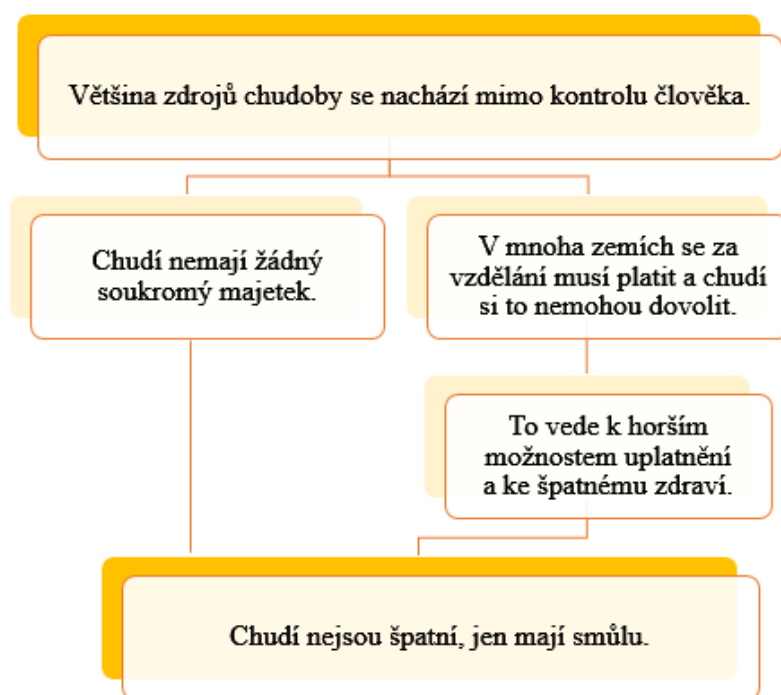 Většina zdrojů chudoby se nachází mimo kontrolu člověka.
Chudí nemají žádný
soukromý majetek.
V mnoha zemích se za
vzdělání musí platit a chudí
si to nemohou dovolit.
To vede k horším
možnostem uplatnění
a ke špatnému zdraví.
Chudí nejsou špatní, jen mají smůlu.